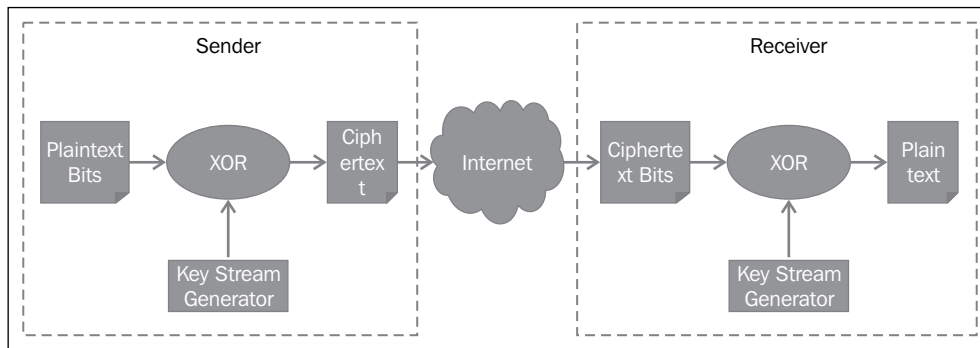 Sender
Receiver
Plaintext
Bits
XOR
Ciph
ertex
t
Internet
Cipherte
xt Bits
XOR
Plain
text
Key Stream
Generator
Key Stream
Generator